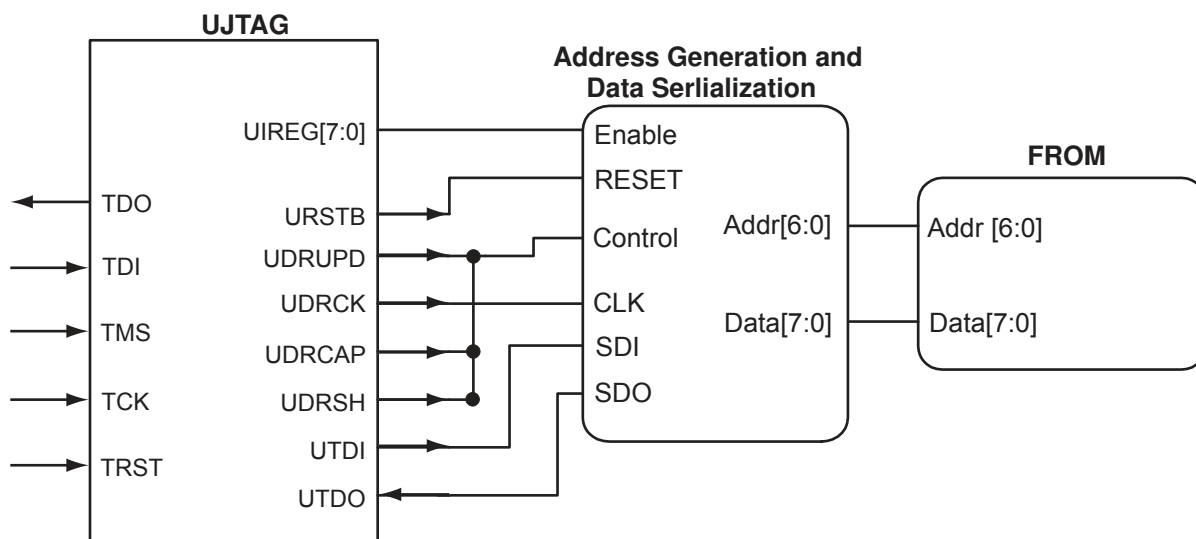 UJTAG
Address Generation and
Data Serlialization
FROM
UIREG[7:0]
URSTB
UDRUPD
UDRCK
UDRCAP
UDRSH
UTDI
UTDO
TDO
TDI
TMS
TCK
TRST
Enable
RESET
Control
CLK
SDI
SDO
Addr[6:0]
Data[7:0]
Addr [6:0]
Data[7:0]